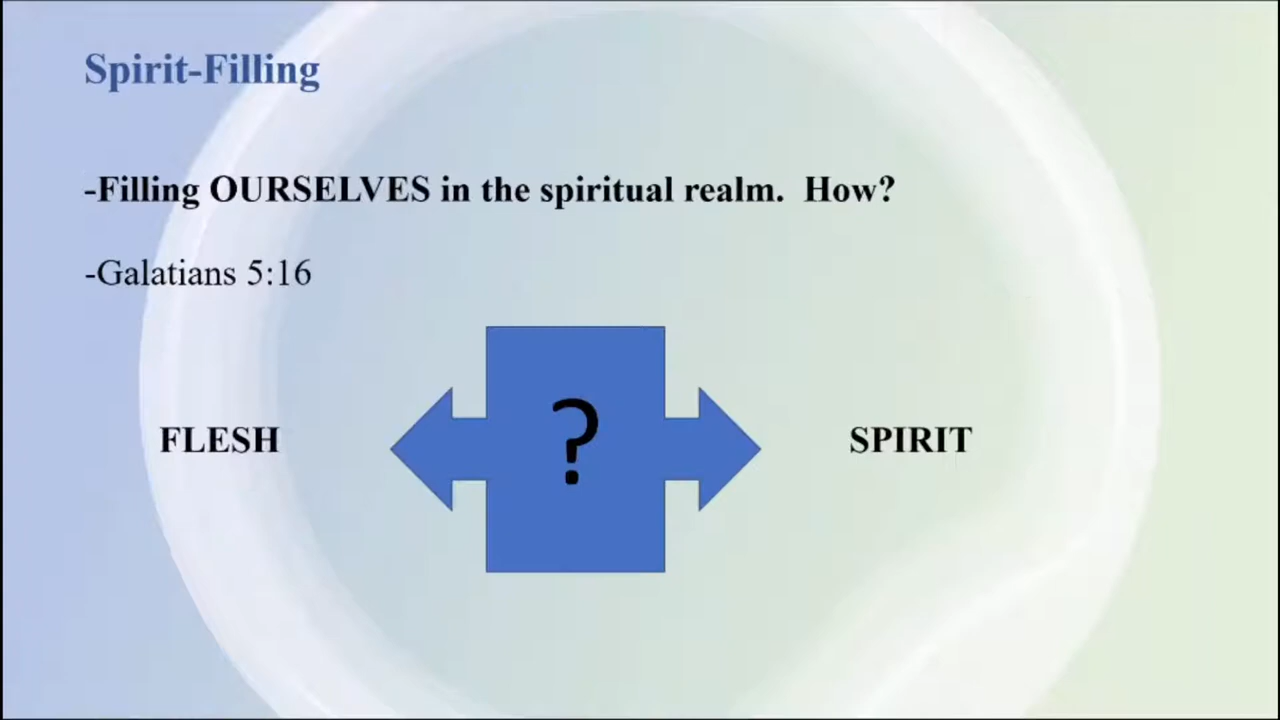 Spirit-Filling
-Filling OURSELVES in the spiritual realm.  How?
-Galatians 5:16
FLESH
?
SPIRIT